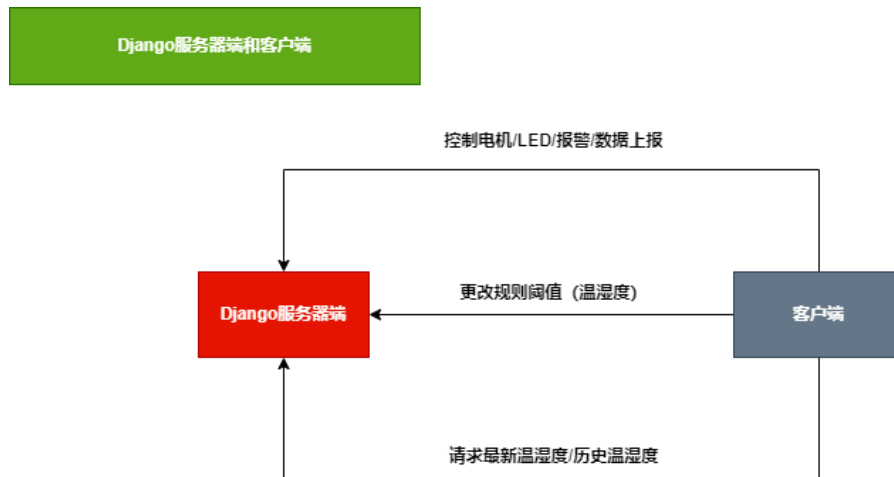 Django服务器端和客户端
控制电机/LED/报警/数据上报
更改规则阈值（温湿度）
Django服务器端
客户端
请求最新温湿度/历史温湿度